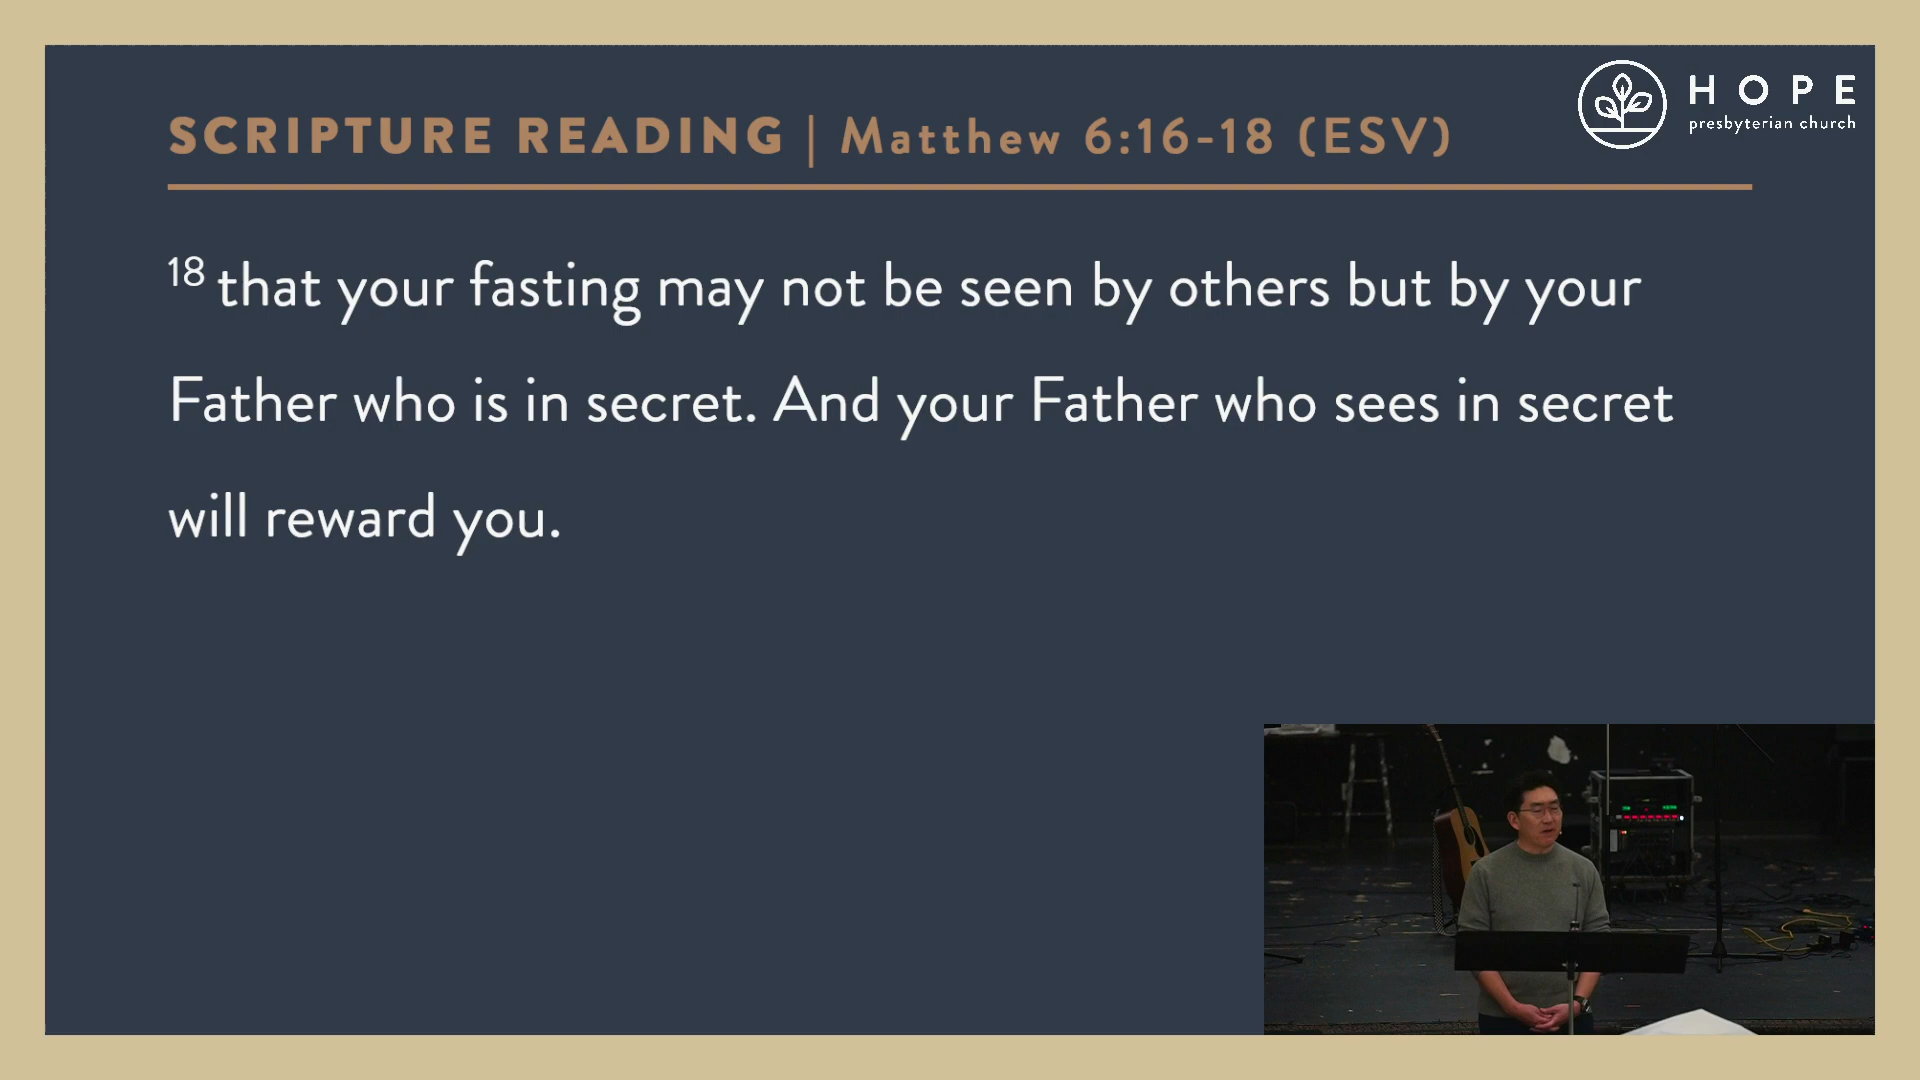 SCRIPTURE READING | Matthew 6:16-18 (ESV)
HOPE
presbyterian church
18 that your fasting may not be seen by others but by your
Father who is in secret. And your Father who sees in secret
will reward you.